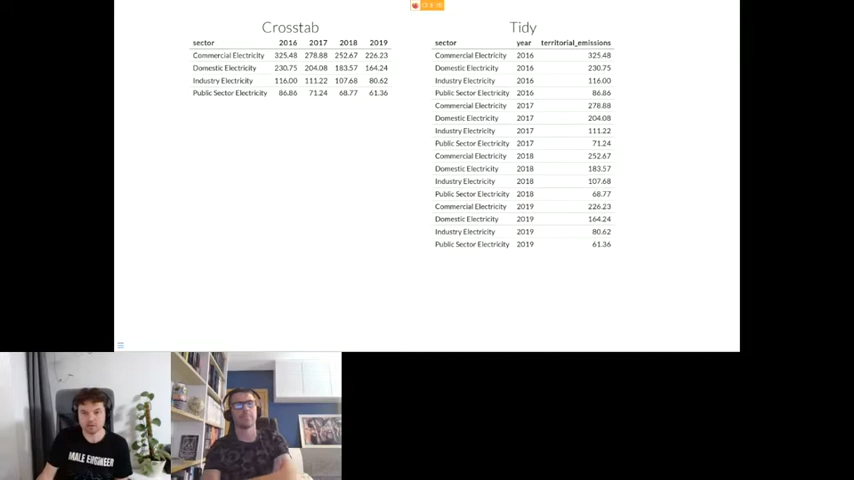 Crosstab
sector 2016 2017 2018 2019
Commercial Electricity 325.48 278.88 252.67 226.23
Domestic Electricity 230.75 204.08 183.57 164.24
Industry Electricity 116.00 111.22 107.68 80.62
Public Sector Electricity 86.86 71.24 68.77 61.36
Tidy
sector year territorial_emissions
Commercial Electricity 2016 325.48
Domestic Electricity 2016 230.75
Industry Electricity 2016 116.00
Public Sector Electricity 2016 86.86
Commercial Electricity 2017 278.88
Domestic Electricity 2017 204.08
Industry Electricity 2017 111.22
Public Sector Electricity 2017 71.24
Commercial Electricity 2018 252.67
Domestic Electricity 2018 183.57
Industry Electricity 2018 107.68
Public Sector Electricity 2018 68.77
Commercial Electricity 2019 226.23
Domestic Electricity 2019 164.24
Industry Electricity 2019 80.62
Public Sector Electricity 2019 61.36
MALE ENGINEER